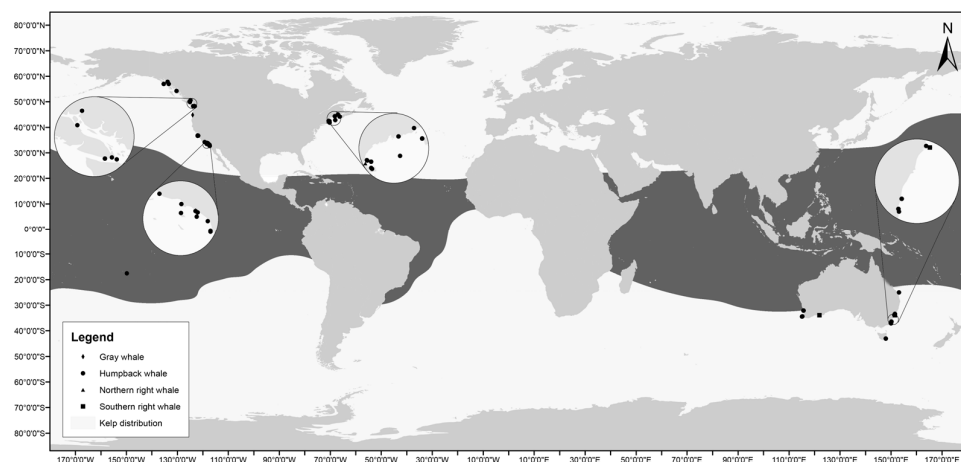 N
80°0'0"N
70°0'0"N
60°0'0"N
50°0'0"N
40°0'0"N
30°0'0"N
20°0'0"N
10°0'0"N
0°0'0"
10°0'0"S
20°0'0"S
30°0'0"S
40°0'0"S
50°0'0"S
60°0'0"S
70°0'0"S
80°0'0"S
Legend
Gray whale
Humpback whale
Northern right whale
Southern right whale
Kelp distribution
170°0'0"W 150°0'0"W 130°0'0"W 110°0'0"W 90°0'0"W 70°0'0"W 50°0'0"W 30°0'0"W 10°0'0"W 10°0'0"E 30°0'0"E 50°0'0"E 70°0'0"E 90°0'0"E 110°0'0"E 130°0'0"E 150°0'0"E 170°0'0"E